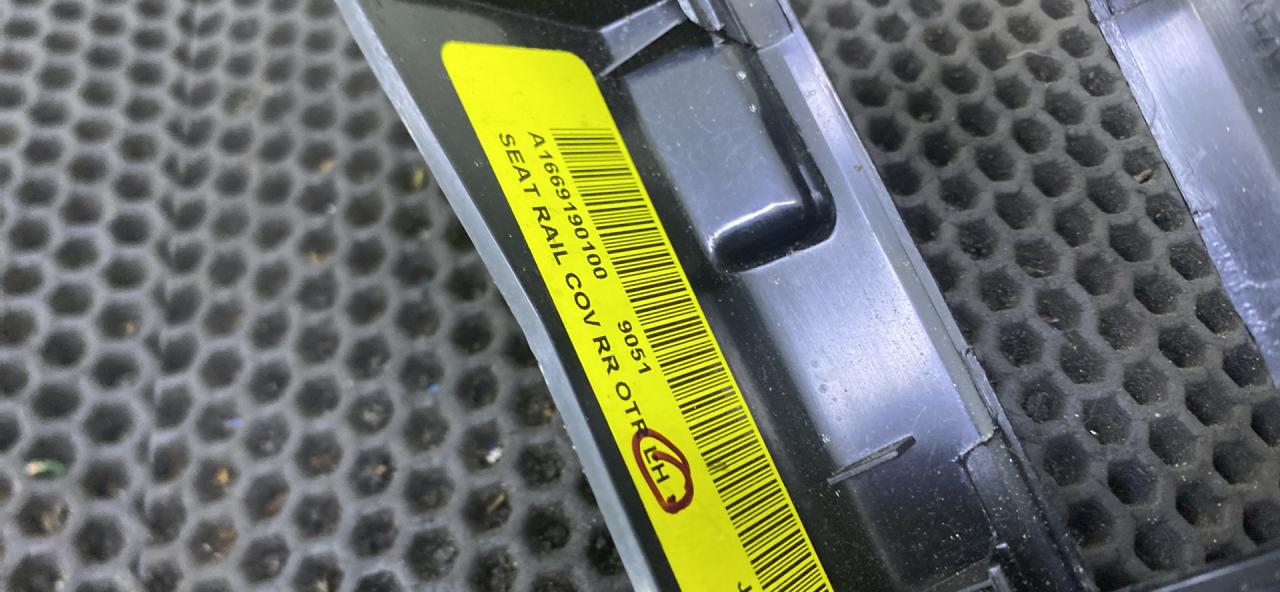 A1669190100 9051
SEAT RAIL COV RR OTR LH